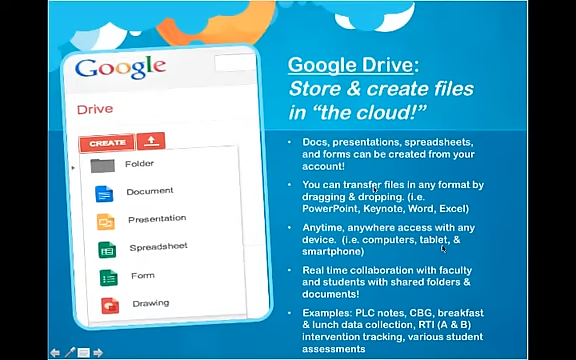 Google
Drive
CREATE
Folder
Document
Presentation
Spreadsheet
Form
Drawing
Google Drive:
Store & create files
in “the cloud!”
• Docs, presentations, spreadsheets,
and forms can be created from your
account!
• You can transfer files in any format by
dragging & dropping. (i.e.
PowerPoint, Keynote, Word, Excel)
• Anytime, anywhere access with any
device. (i.e. computers, tablet, &
smartphone)
• Real time collaboration with faculty
and students with shared folders &
documents!
• Examples: PLC notes, CBG, breakfast
& lunch data collection, RTI (A & B)
intervention tracking, various student
assessments